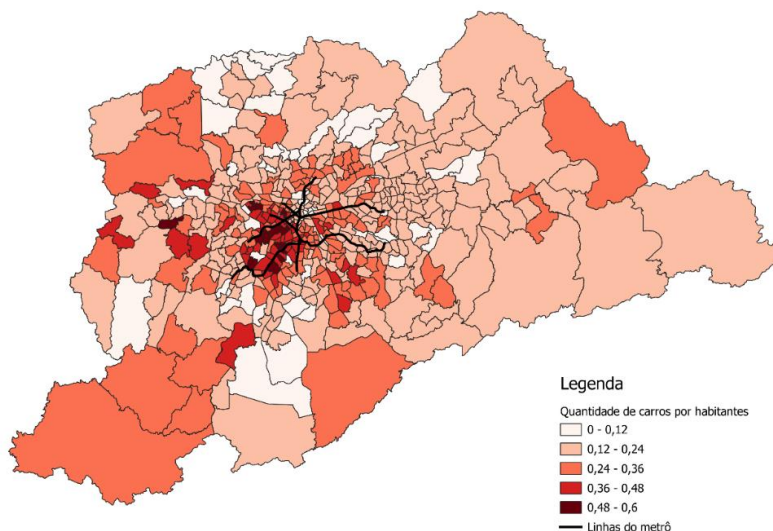 Legenda
Quantidade de carros por habitantes
0 - 0,12
0,12 - 0,24
0,24 - 0,36
0,36 - 0,48
0,48 - 0,6
Linhas do metrô